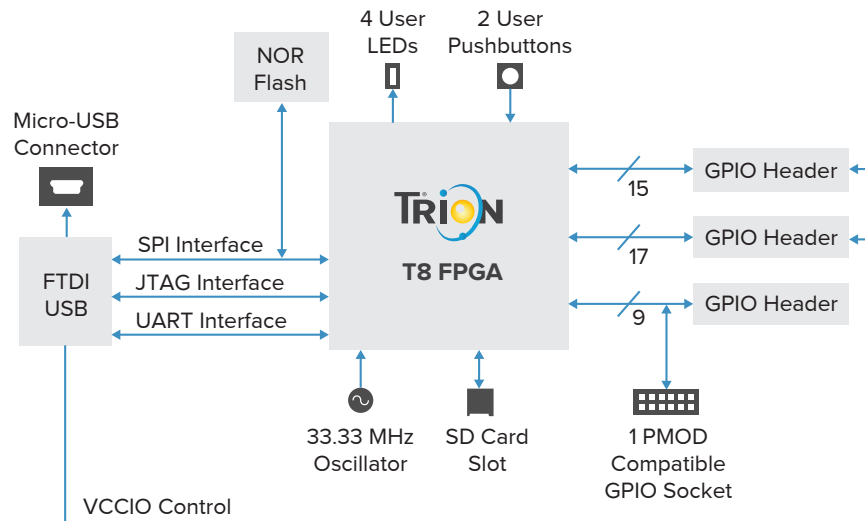 4 User
LEDs
2 User
Pushbuttons
NOR
Flash
Micro-USB
Connector
TRION
T8 FPGA
15
GPIO Header
17
GPIO Header
9
GPIO Header
SPI Interface
JTAG Interface
UART Interface
FTDI
USB
33.33 MHz
Oscillator
SD Card
Slot
1 PMOD
Compatible
GPIO Socket
VCCIO Control